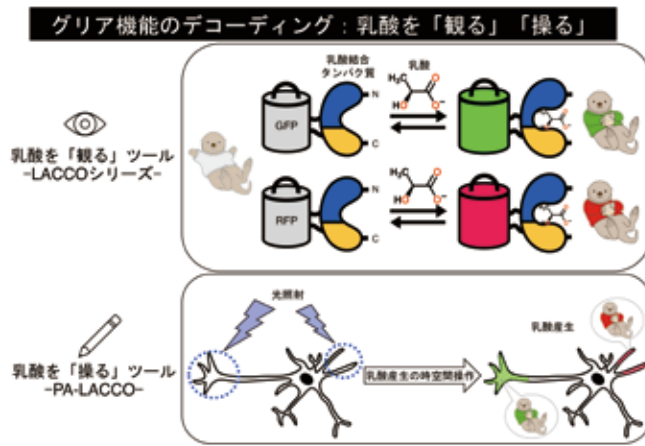 グリア機能のデコーディング：乳酸を「観る」「操る」
乳酸結合
タンパク質
乳酸
H₃C
O
O⁻
HO
N
GFP
C
乳酸を「観る」ツール
-LACCOシリーズ-
H₃C
O
O⁻
HO
N
RFP
C
光照射
乳酸産生
乳酸を「操る」ツール
-PA-LACCO-
乳酸産生の時空間操作